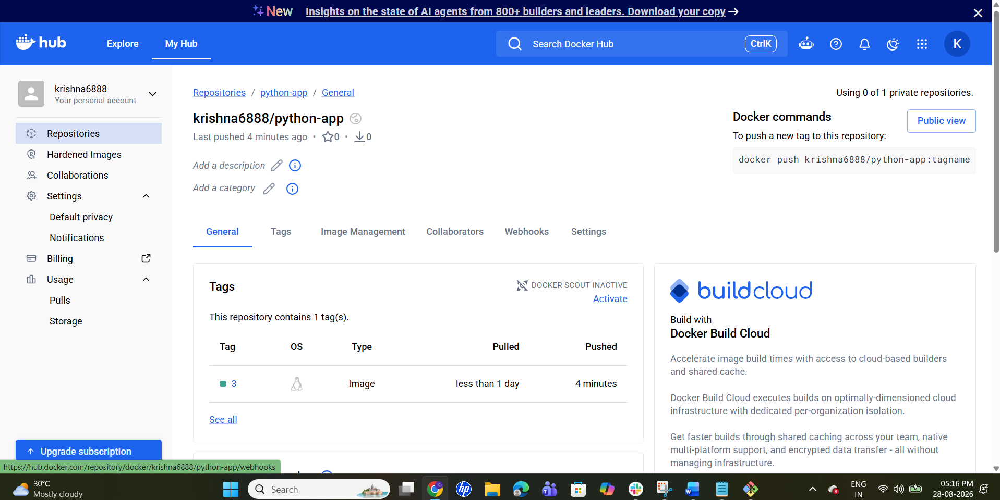 New Insights on the state of AI agents from 800+ builders and leaders. Download your copy →
hub
Explore
My Hub
Search Docker Hub
CtrlK
K
krishna6888
Your personal account
Repositories
Hardened Images
Collaborations
Settings
Default privacy
Notifications
Billing
Usage
Pulls
Storage
Upgrade subscription
Repositories / python-app / General
Using 0 of 1 private repositories.
krishna6888/python-app
Last pushed 4 minutes ago • 0 • 0
Add a description
Add a category
Docker commands
Public view
To push a new tag to this repository:
docker push krishna6888/python-app:tagname
General
Tags
Image Management
Collaborators
Webhooks
Settings
Tags
DOCKER SCOUT INACTIVE
Activate
This repository contains 1 tag(s).
Tag OS Type Pulled Pushed
3 Image less than 1 day 4 minutes
See all
buildcloud
Build with
Docker Build Cloud
Accelerate image build times with access to cloud-based builders
and shared cache.
Docker Build Cloud executes builds on optimally-dimensioned cloud
infrastructure with dedicated per-organization isolation.
Get faster builds through shared caching across your team, native
multi-platform support, and encrypted data transfer - all without
managing infrastructure.
https://hub.docker.com/repository/docker/krishna6888/python-app/webhooks
30°C
Mostly cloudy
Search
K
hp
T
W
ENG
IN
05:16 PM
28-08-2026